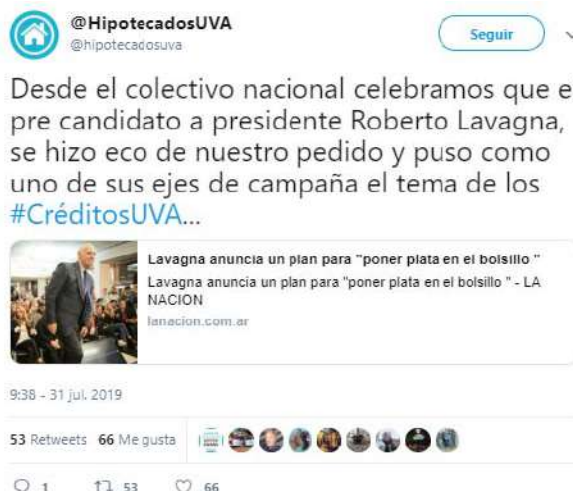 @HipotecadosUVA
@hipotecadosuva
Seguir
Desde el colectivo nacional celebramos que e
pre candidato a presidente Roberto Lavagna,
se hizo eco de nuestro pedido y puso como
uno de sus ejes de campaña el tema de los
#CréditosUVA...
Lavagna anuncia un plan para "poner plata en el bolsillo "
Lavagna anuncia un plan para "poner plata en el bolsillo " - LA
NACION
lanacion.com.ar
9:38 - 31 jul. 2019
53 Retweets 66 Me gusta
1 53 66